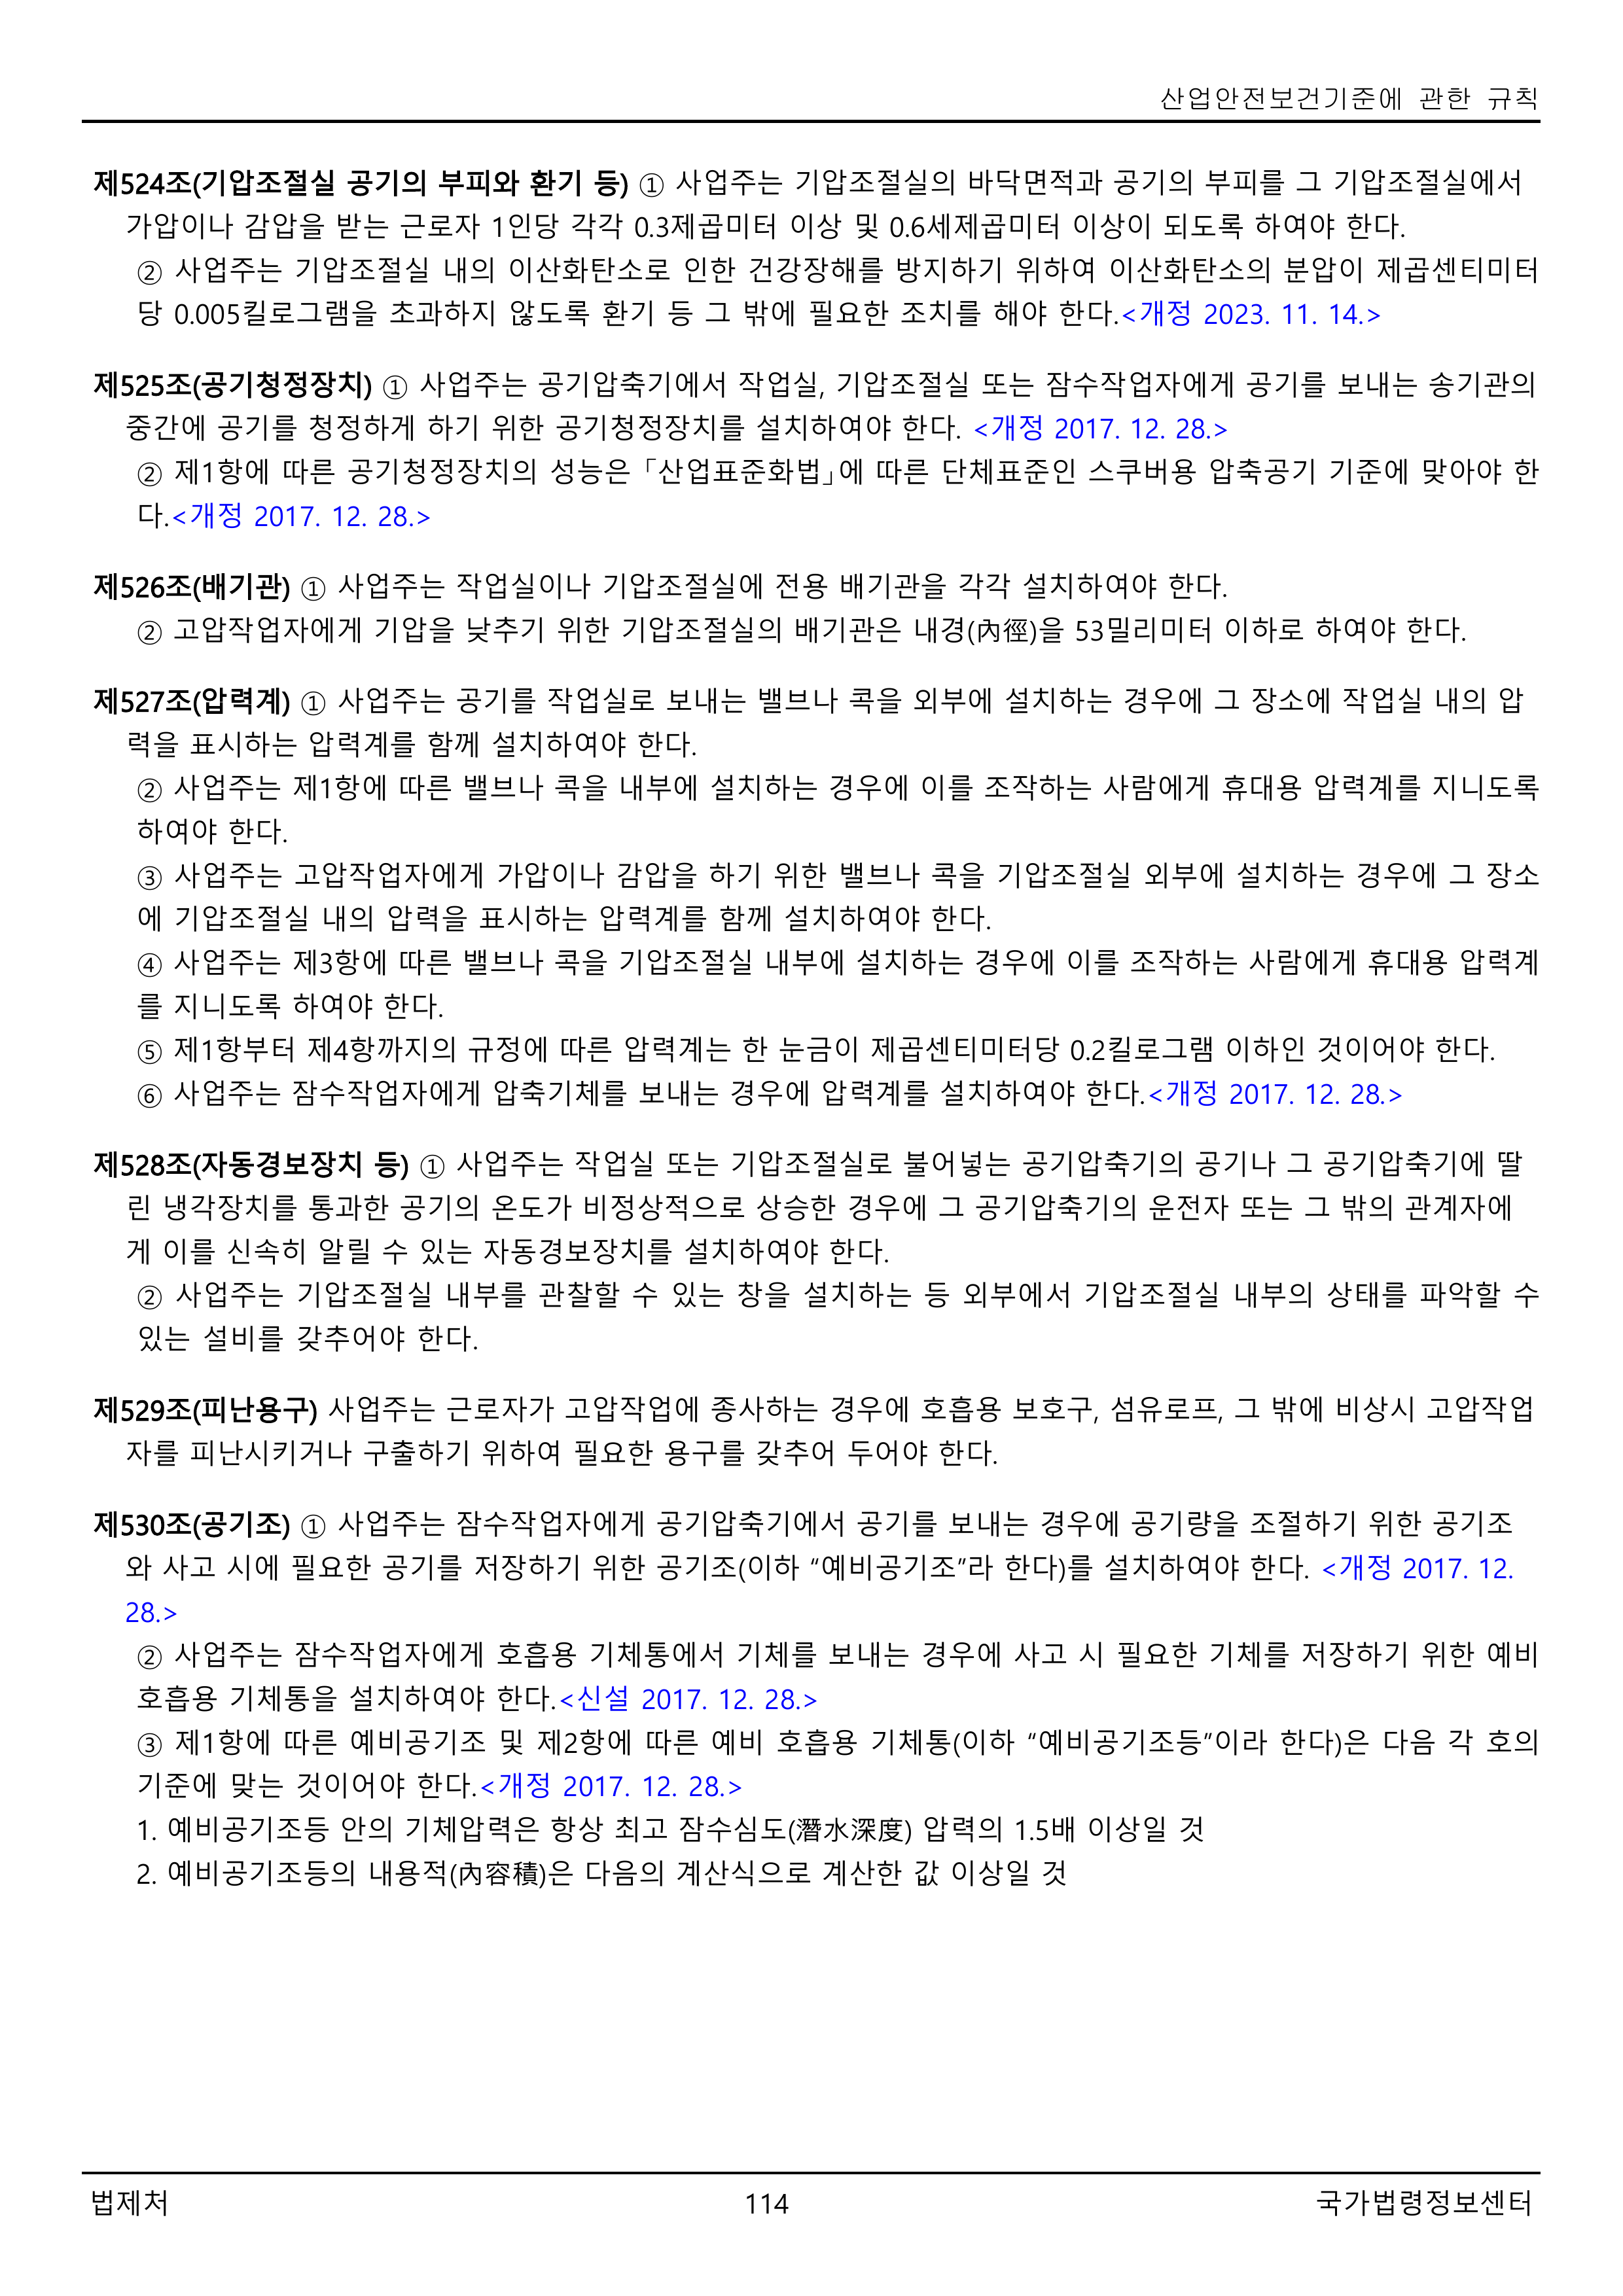 산업안전보건기준에 관한 규칙
제524조(기압조절실 공기의 부피와 환기 등) ① 사업주는 기압조절실의 바닥면적과 공기의 부피를 그 기압조절실에서
가압이나 감압을 받는 근로자 1인당 각각 0.3제곱미터 이상 및 0.6세제곱미터 이상이 되도록 하여야 한다.
② 사업주는 기압조절실 내의 이산화탄소로 인한 건강장해를 방지하기 위하여 이산화탄소의 분압이 제곱센티미터
당 0.005킬로그램을 초과하지 않도록 환기 등 그 밖에 필요한 조치를 해야 한다.<개정 2023. 11. 14.>
제525조(공기청정장치) ① 사업주는 공기압축기에서 작업실, 기압조절실 또는 잠수작업자에게 공기를 보내는 송기관의
중간에 공기를 청정하게 하기 위한 공기청정장치를 설치하여야 한다. <개정 2017. 12. 28.>
② 제1항에 따른 공기청정장치의 성능은 「산업표준화법」에 따른 단체표준인 스쿠버용 압축공기 기준에 맞아야 한
다.<개정 2017. 12. 28.>
제526조(배기관) ① 사업주는 작업실이나 기압조절실에 전용 배기관을 각각 설치하여야 한다.
② 고압작업자에게 기압을 낮추기 위한 기압조절실의 배기관은 내경(內徑)을 53밀리미터 이하로 하여야 한다.
제527조(압력계) ① 사업주는 공기를 작업실로 보내는 밸브나 콕을 외부에 설치하는 경우에 그 장소에 작업실 내의 압
력을 표시하는 압력계를 함께 설치하여야 한다.
② 사업주는 제1항에 따른 밸브나 콕을 내부에 설치하는 경우에 이를 조작하는 사람에게 휴대용 압력계를 지니도록
하여야 한다.
③ 사업주는 고압작업자에게 가압이나 감압을 하기 위한 밸브나 콕을 기압조절실 외부에 설치하는 경우에 그 장소
에 기압조절실 내의 압력을 표시하는 압력계를 함께 설치하여야 한다.
④ 사업주는 제3항에 따른 밸브나 콕을 기압조절실 내부에 설치하는 경우에 이를 조작하는 사람에게 휴대용 압력계
를 지니도록 하여야 한다.
⑤ 제1항부터 제4항까지의 규정에 따른 압력계는 한 눈금이 제곱센티미터당 0.2킬로그램 이하인 것이어야 한다.
⑥ 사업주는 잠수작업자에게 압축기체를 보내는 경우에 압력계를 설치하여야 한다.<개정 2017. 12. 28.>
제528조(자동경보장치 등) ① 사업주는 작업실 또는 기압조절실로 불어넣는 공기압축기의 공기나 그 공기압축기에 딸
린 냉각장치를 통과한 공기의 온도가 비정상적으로 상승한 경우에 그 공기압축기의 운전자 또는 그 밖의 관계자에
게 이를 신속히 알릴 수 있는 자동경보장치를 설치하여야 한다.
② 사업주는 기압조절실 내부를 관찰할 수 있는 창을 설치하는 등 외부에서 기압조절실 내부의 상태를 파악할 수
있는 설비를 갖추어야 한다.
제529조(피난용구) 사업주는 근로자가 고압작업에 종사하는 경우에 호흡용 보호구, 섬유로프, 그 밖에 비상시 고압작업
자를 피난시키거나 구출하기 위하여 필요한 용구를 갖추어 두어야 한다.
제530조(공기조) ① 사업주는 잠수작업자에게 공기압축기에서 공기를 보내는 경우에 공기량을 조절하기 위한 공기조
와 사고 시에 필요한 공기를 저장하기 위한 공기조(이하 “예비공기조”라 한다)를 설치하여야 한다. <개정 2017. 12.
28.>
② 사업주는 잠수작업자에게 호흡용 기체통에서 기체를 보내는 경우에 사고 시 필요한 기체를 저장하기 위한 예비
호흡용 기체통을 설치하여야 한다.<신설 2017. 12. 28.>
③ 제1항에 따른 예비공기조 및 제2항에 따른 예비 호흡용 기체통(이하 “예비공기조등”이라 한다)은 다음 각 호의
기준에 맞는 것이어야 한다.<개정 2017. 12. 28.>
1. 예비공기조등 안의 기체압력은 항상 최고 잠수심도(潛水深度) 압력의 1.5배 이상일 것
2. 예비공기조등의 내용적(內容積)은 다음의 계산식으로 계산한 값 이상일 것
법제처
114
국가법령정보센터